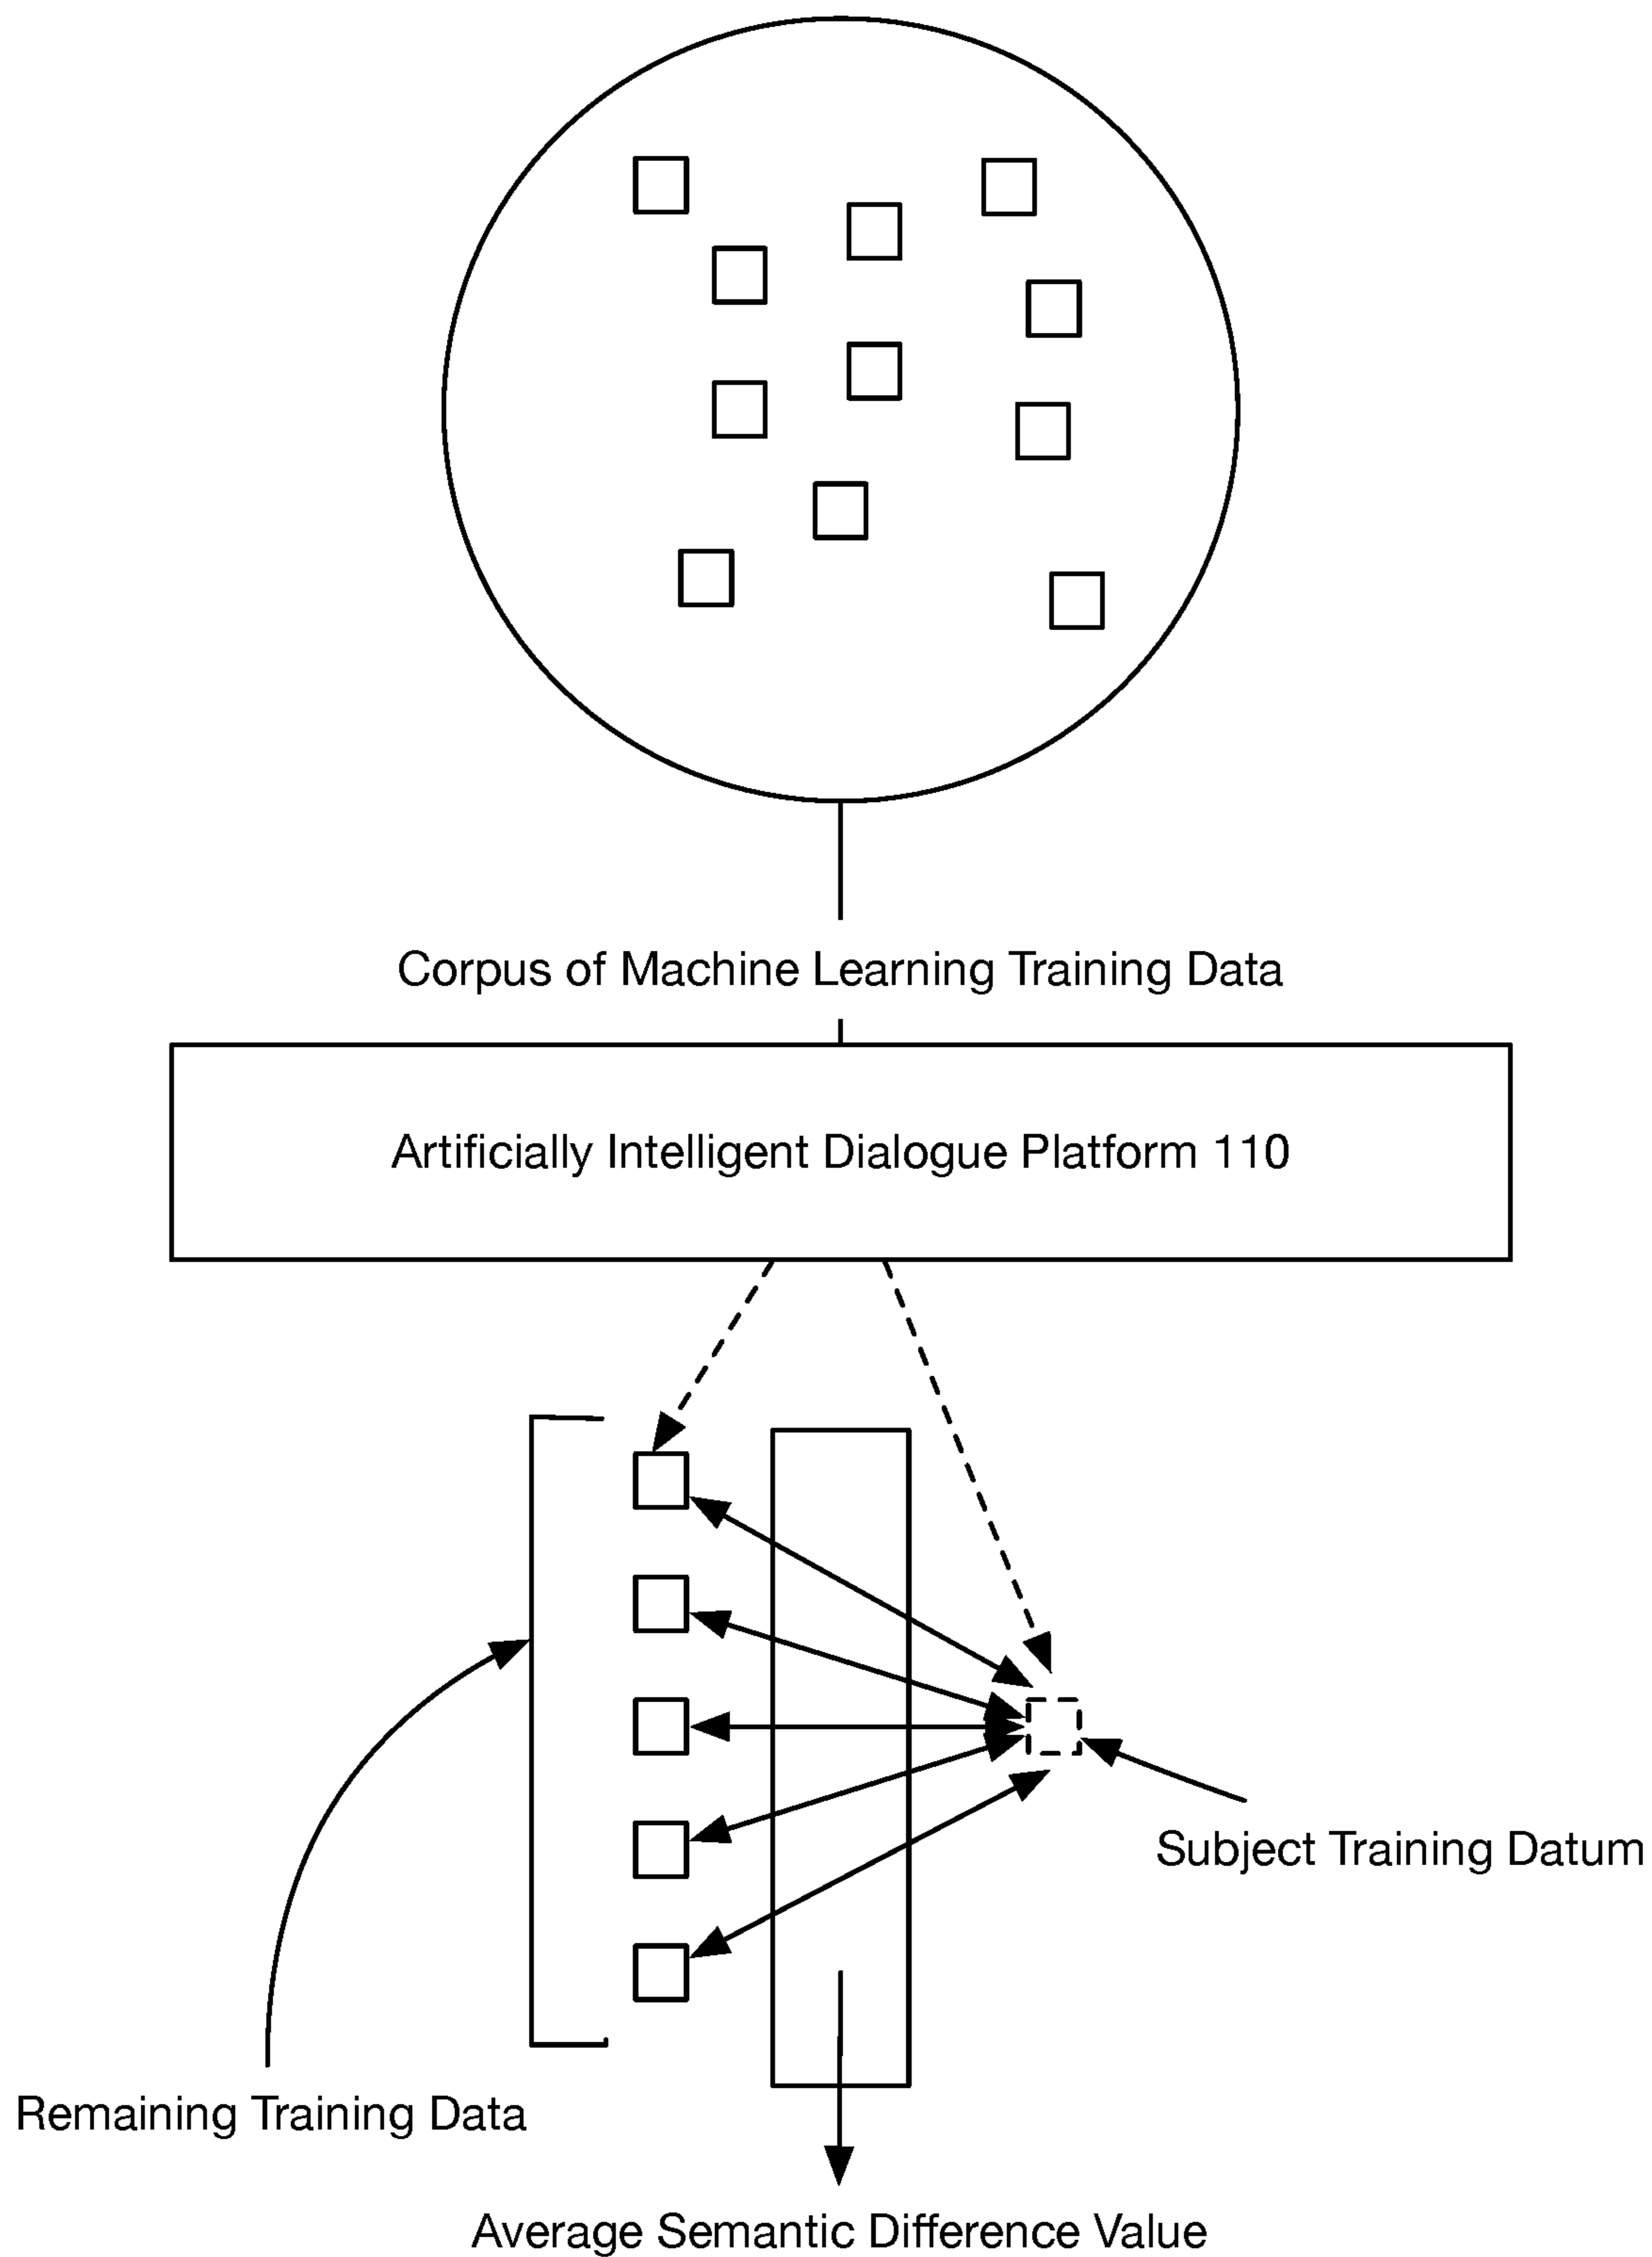 Corpus of Machine Learning Training Data
Artificially Intelligent Dialogue Platform 110
Subject Training Datum
Remaining Training Data
Average Semantic Difference Value